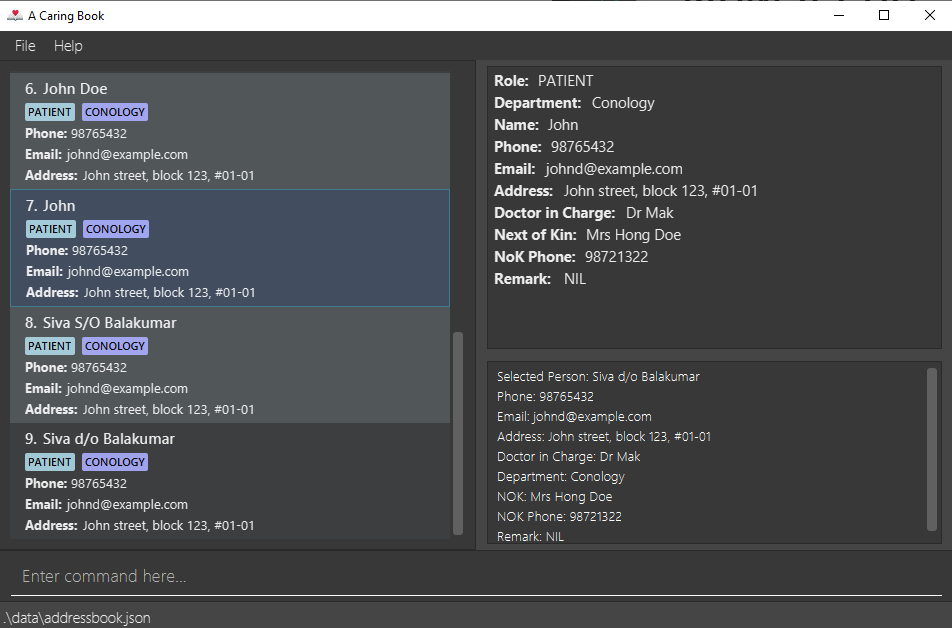 A Caring Book
File Help
6. John Doe
PATIENT CONOLOGY
Phone: 98765432
Email: johnd@example.com
Address: John street, block 123, #01-01
7. John
PATIENT CONOLOGY
Phone: 98765432
Email: johnd@example.com
Address: John street, block 123, #01-01
8. Siva S/O Balakumar
PATIENT CONOLOGY
Phone: 98765432
Email: johnd@example.com
Address: John street, block 123, #01-01
9. Siva d/o Balakumar
PATIENT CONOLOGY
Phone: 98765432
Email: johnd@example.com
Address: John street, block 123, #01-01
Role: PATIENT
Department: Conology
Name: John
Phone: 98765432
Email: johnd@example.com
Address: John street, block 123, #01-01
Doctor in Charge: Dr Mak
Next of Kin: Mrs Hong Doe
NoK Phone: 98721322
Remark: NIL
Selected Person: Siva d/o Balakumar
Phone: 98765432
Email: johnd@example.com
Address: John street, block 123, #01-01
Doctor in Charge: Dr Mak
Department: Conology
NOK: Mrs Hong Doe
NOK Phone: 98721322
Remark: NIL
Enter command here...
.\data\addressbook.json